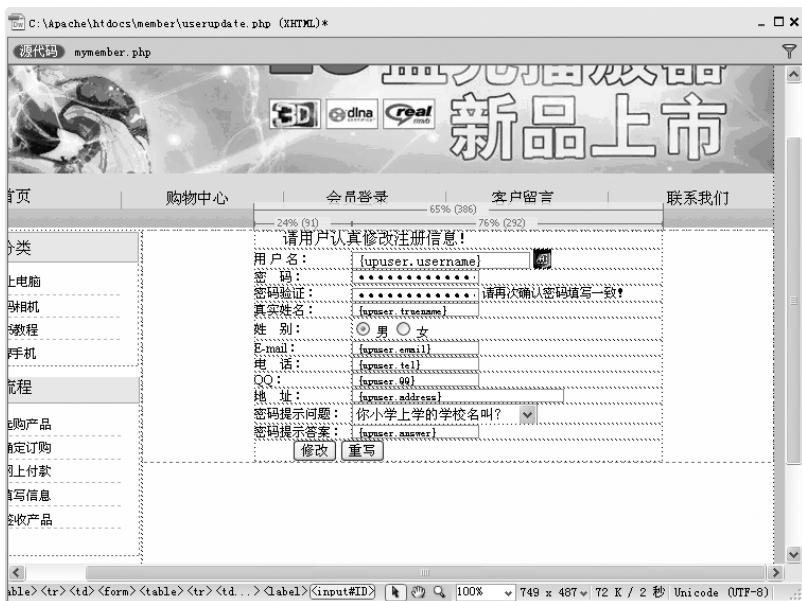 C:\Apache\htdocs\member\userupdate.php (XHTML)*
源代码 mymember.php
新品上市
3D dlna real
首页 购物中心 会员登录 客户留言 联系我们
65% (386)
24% (91) 76% (292)
请用户认真修改注册信息!
分类
用 户 名： {upuser.username}
密 码：
密码验证： 请再次确认密码填写一致!
真实姓名： {upuser.truename}
姓 别： 男 女
E-mail： {upuser.email}
电 话： {upuser.tel}
QQ： {upuser.QQ}
地 址： {upuser.address}
密码提示问题： 你小学上学的学校名叫?
密码提示答案： {upuser.answer}
修改 重写
上电脑
码相机
教程
手机
流程
选购产品
确定订购
网上付款
填写信息
签收产品
able> <tr> <td> <form> <table> <tr> <td...> <label> <input#ID> 100% 749 x 487 72 K / 2 秒 Unicode (UTF-8)